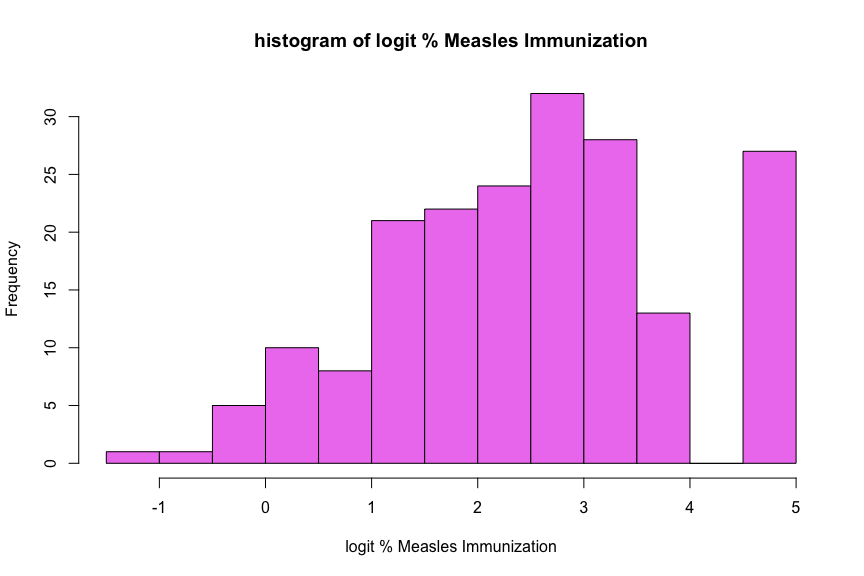 histogram of logit % Measles Immunization
Frequency
30
25
20
15
10
5
0
-1 0 1 2 3 4 5
logit % Measles Immunization